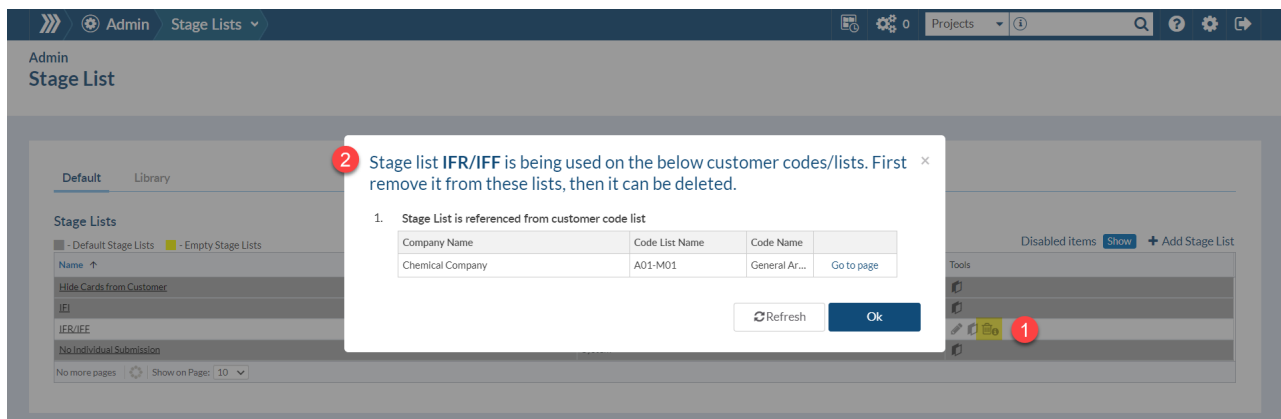 Admin Stage Lists 0 Projects
Admin
Stage List
2 Stage list IFR/IFF is being used on the below customer codes/lists. First
remove it from these lists, then it can be deleted.
Default Library
1. Stage List is referenced from customer code list
Company Name Code List Name Code Name
Chemical Company A01-M01 General Ar... Go to page
Refresh Ok
Stage Lists
- Default Stage Lists - Empty Stage Lists Disabled items Show + Add Stage List
Name ↑ Tools
Hide Cards from Customer
IFI
IFR/IFF 1
No Individual Submission
No more pages Show on Page: 10